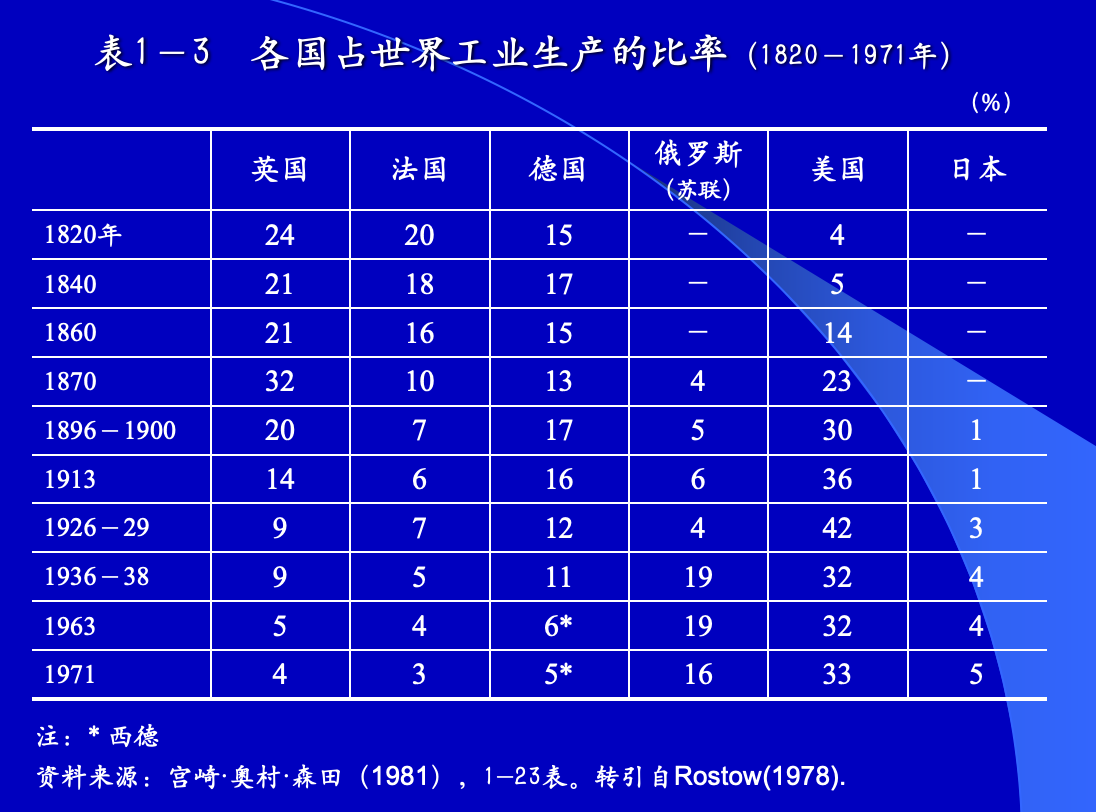 表1－3 各国占世界工业生产的比率 (1820－1971年)
(%)
英国 法国 德国 俄罗斯(苏联) 美国 日本
1820年 24 20 15 － 4 －
1840 21 18 17 － 5 －
1860 21 16 15 － 14 －
1870 32 10 13 4 23 －
1896－1900 20 7 17 5 30 1
1913 14 6 16 6 36 1
1926－29 9 7 12 4 42 3
1936－38 9 5 11 19 32 4
1963 5 4 6* 19 32 4
1971 4 3 5* 16 33 5
注：* 西德
资料来源：宫崎·奥村·森田（1981），1－23表。转引自Rostow(1978).